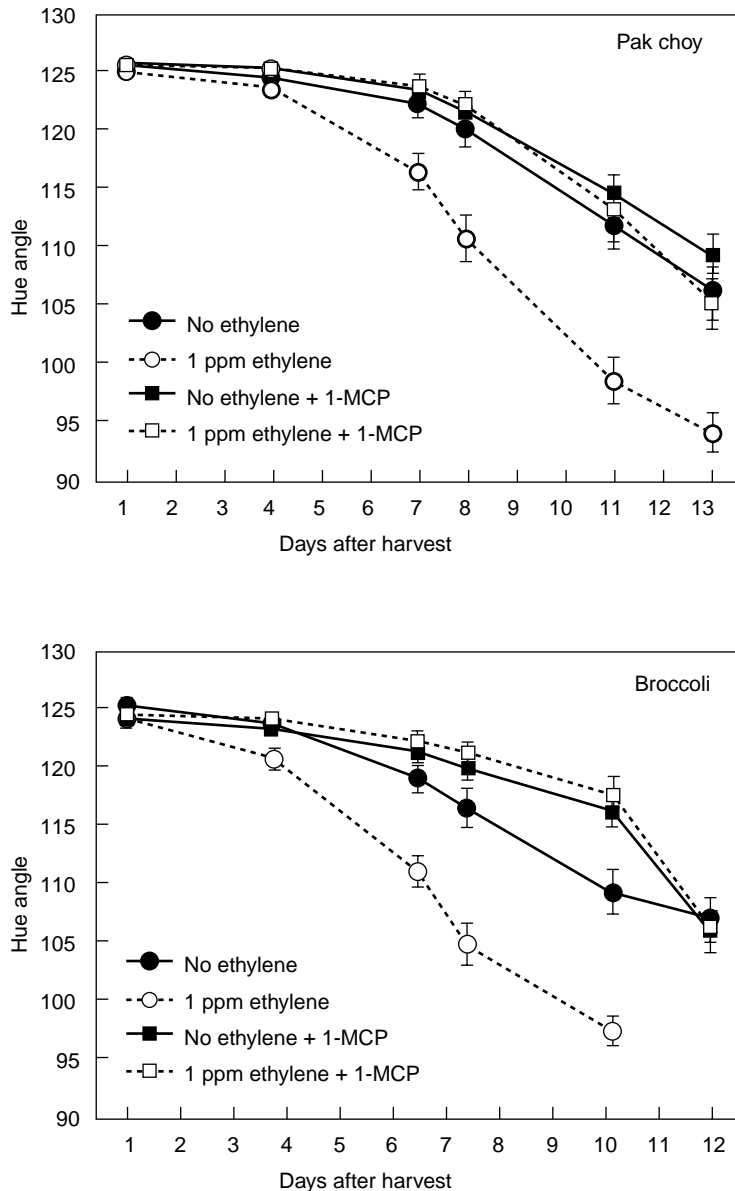 130
Pak choy
125
120
115
110
Hue angle
105
No ethylene
100
1 ppm ethylene
No ethylene + 1-MCP
95
1 ppm ethylene + 1-MCP
90
1 2 3 4 5 6 7 8 9 10 11 12 13
Days after harvest
130
Broccoli
125
120
115
110
Hue angle
105
No ethylene
100
1 ppm ethylene
No ethylene + 1-MCP
95
1 ppm ethylene + 1-MCP
90
1 2 3 4 5 6 7 8 9 10 11 12
Days after harvest